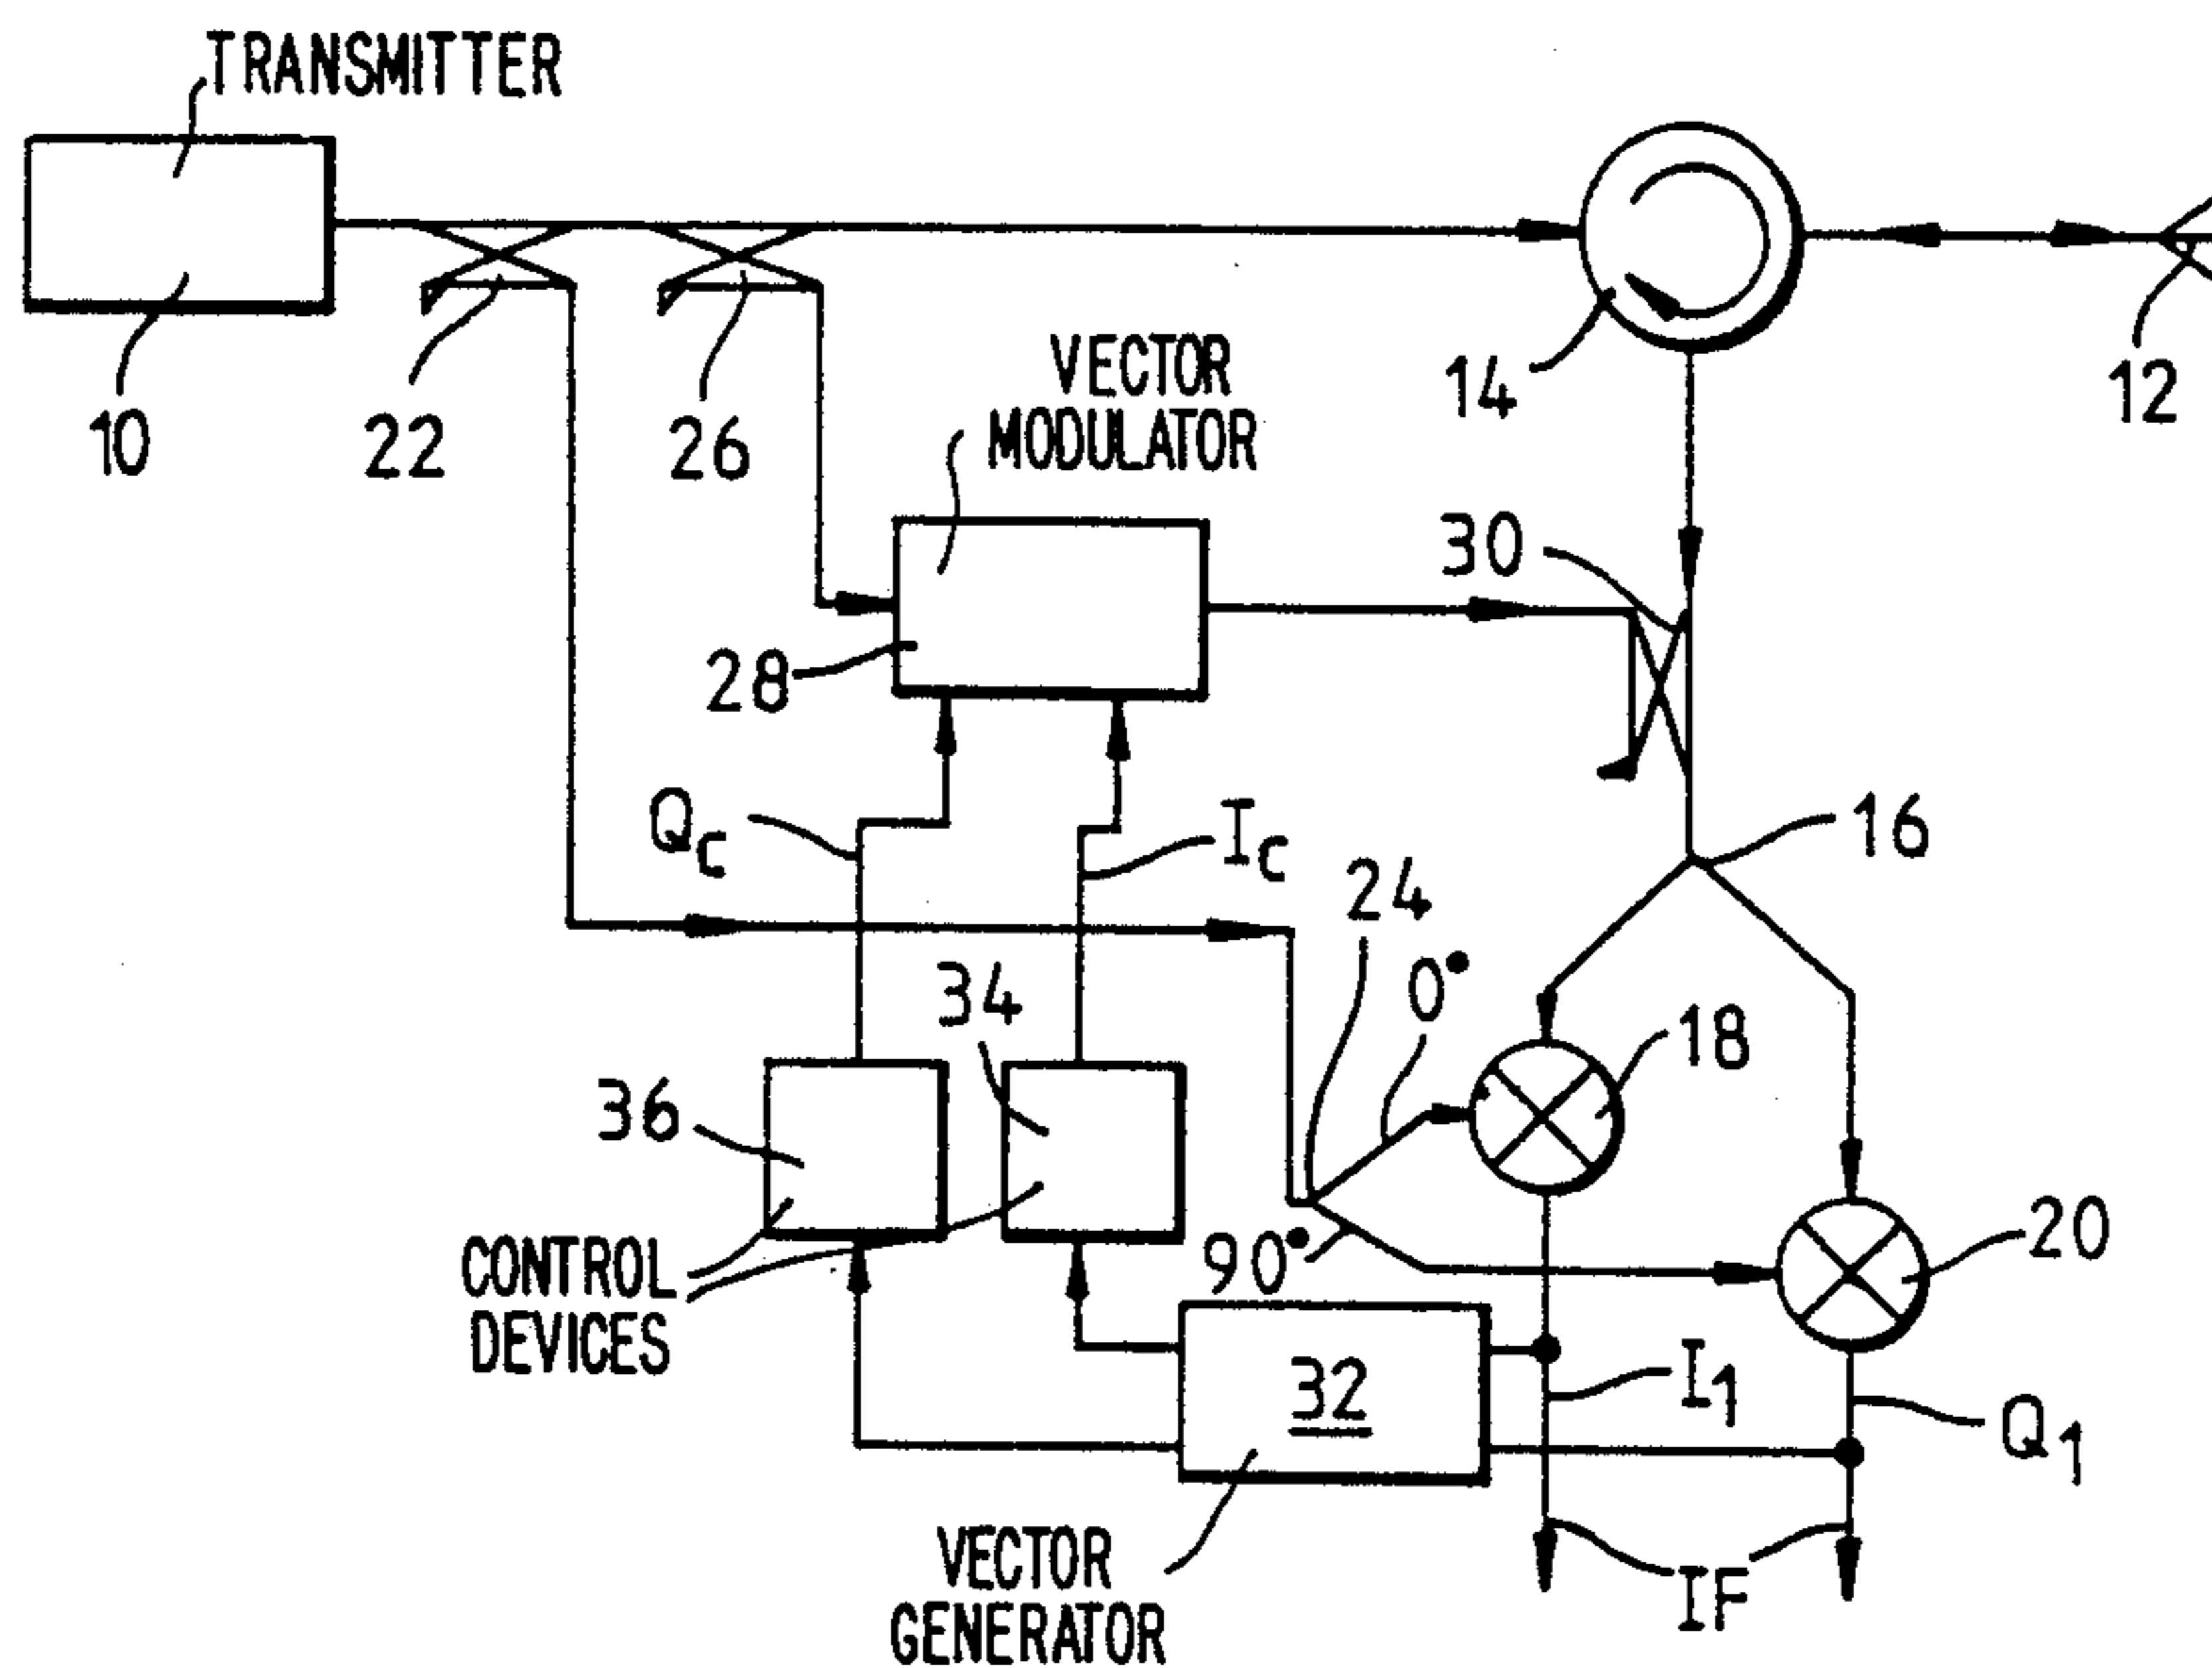 TRANSMITTER
10
22
26
VECTOR
MODULATOR
14
12
28
30
Qc
Ic
16
24
0°
34
18
36
90°
20
CONTROL
DEVICES
32
I1
Q1
VECTOR
GENERATOR
IF